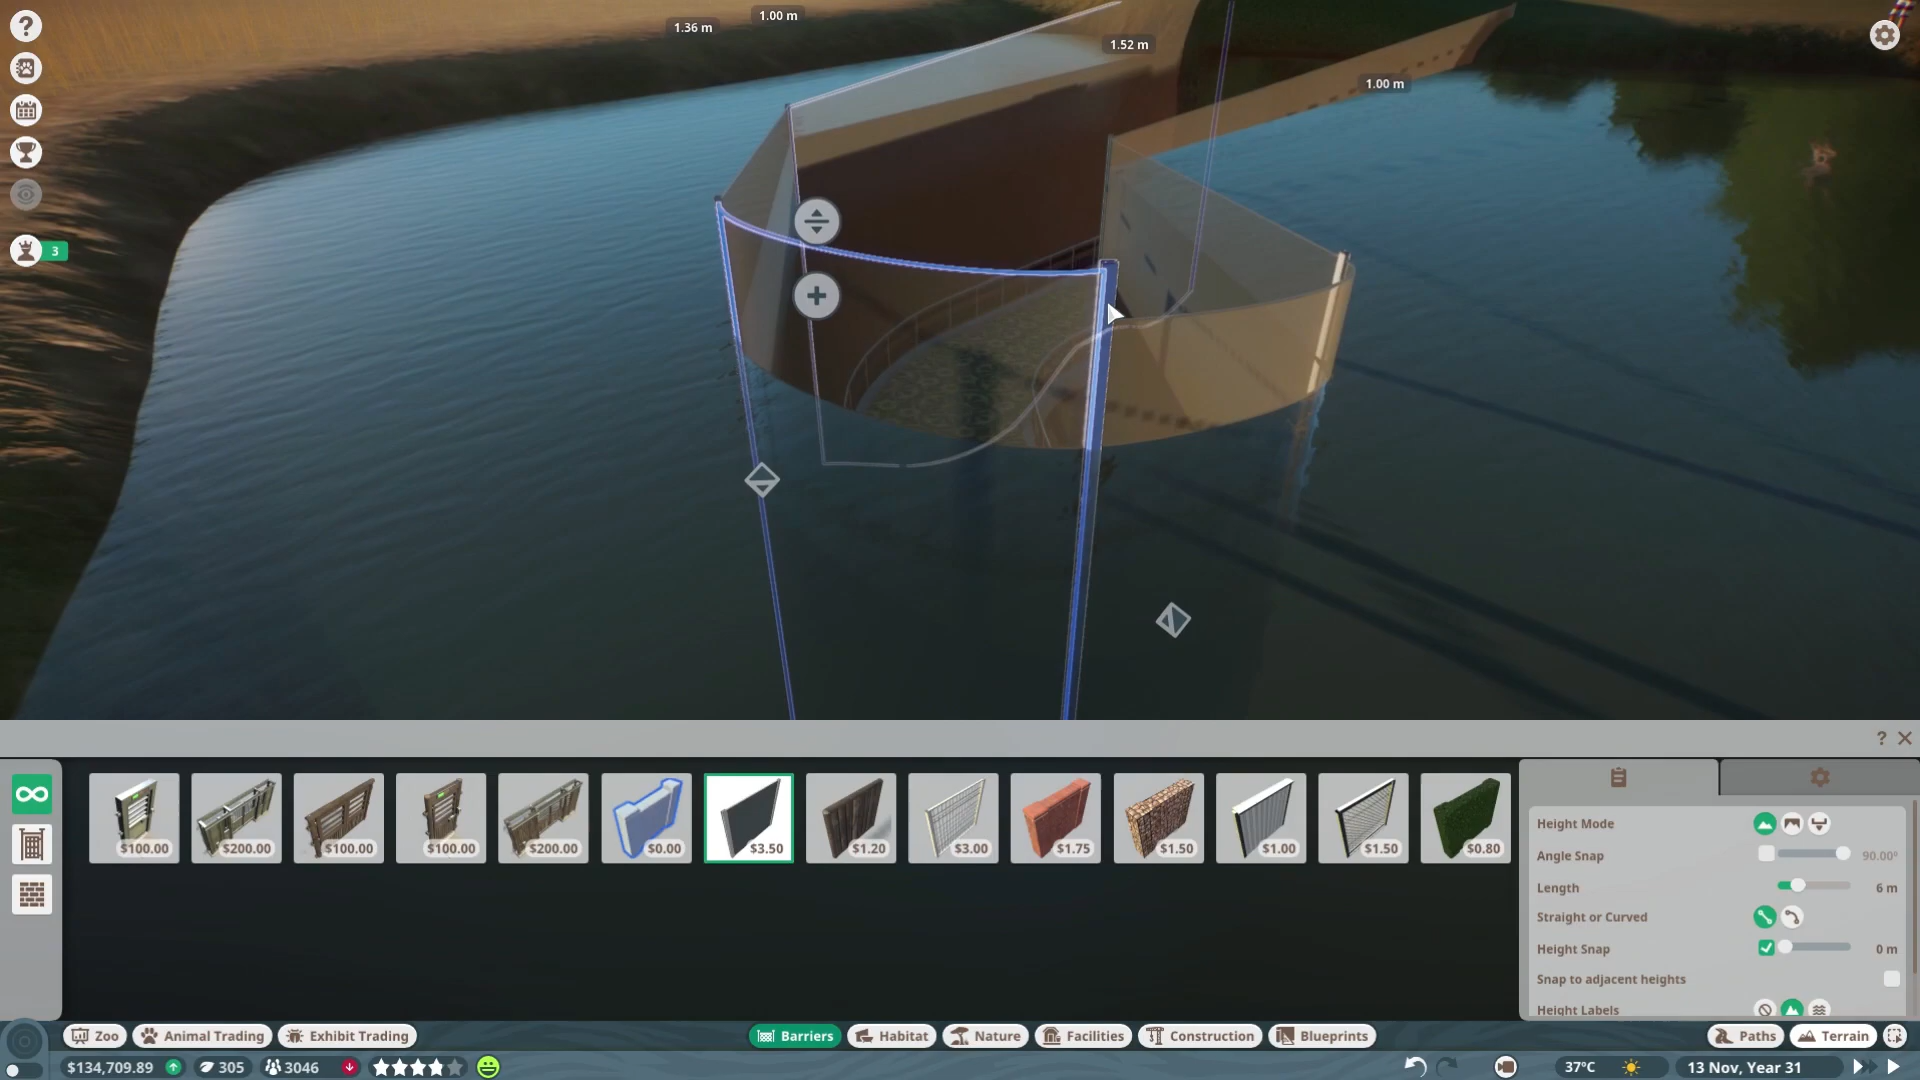 1.36 m
1.00 m
1.52 m
1.00 m
?
3
?
$100.00
$200.00
$100.00
$100.00
$200.00
$0.00
$3.50
$1.20
$3.00
$1.75
$1.50
$1.00
$1.50
$0.80
Height Mode
Angle Snap 90.00°
Length 6 m
Straight or Curved
Height Snap 0 m
Snap to adjacent heights
Height Labels
Zoo
Animal Trading
Exhibit Trading
Barriers
Habitat
Nature
Facilities
Construction
Blueprints
Paths
Terrain
$134,709.89
305
3046
37°C
13 Nov, Year 31